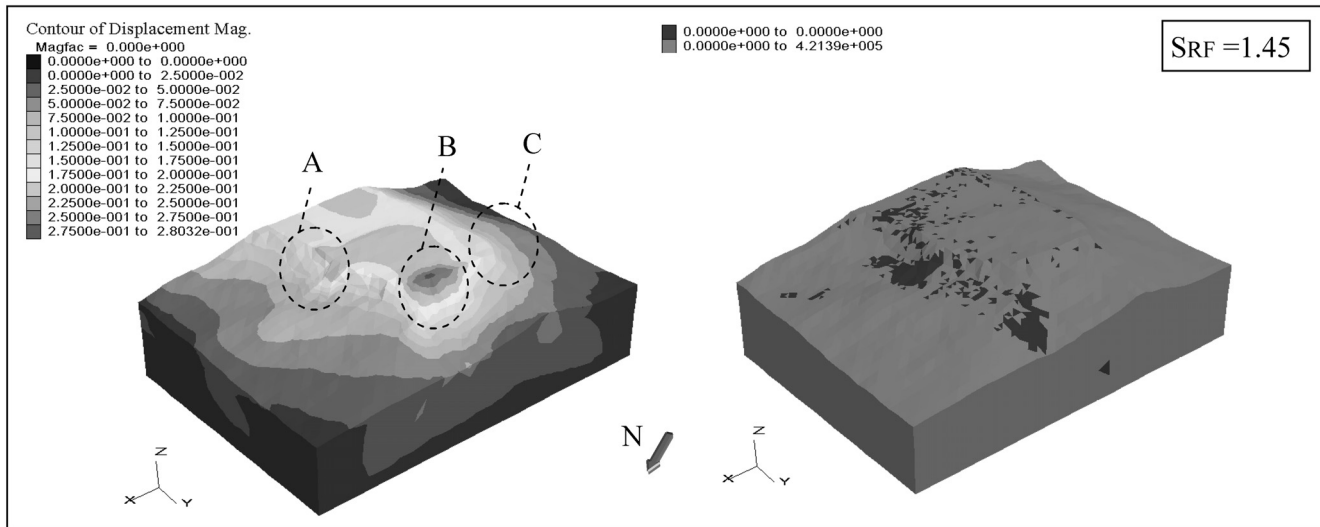 Contour of Displacement Mag.
Magfac = 0.000e+000
0.0000e+000 to 0.0000e+000
0.0000e+000 to 2.5000e-002
2.5000e-002 to 5.0000e-002
5.0000e-002 to 7.5000e-002
7.5000e-002 to 1.0000e-001
1.0000e-001 to 1.2500e-001
1.2500e-001 to 1.5000e-001
1.5000e-001 to 1.7500e-001
1.7500e-001 to 2.0000e-001
2.0000e-001 to 2.2500e-001
2.2500e-001 to 2.5000e-001
2.5000e-001 to 2.7500e-001
2.7500e-001 to 2.8032e-001
A
B
C
Z
X
Y
N
0.0000e+000 to 0.0000e+000
0.0000e+000 to 4.2139e+005
SRF =1.45
Z
X
Y